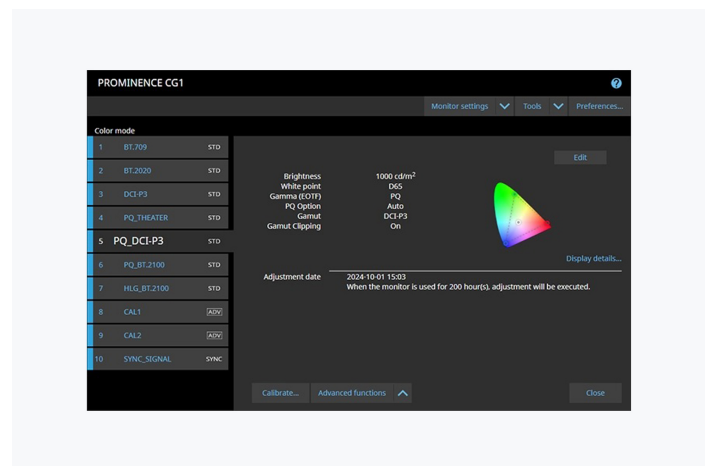 PROMINENCE CG1
?
Monitor settings Tools Preferences...
Color mode
1 BT.709 STD
2 BT.2020 STD
3 DCI-P3 STD
4 PQ_THEATER STD
5 PQ_DCI-P3 STD
6 PQ_BT.2100 STD
7 HLG_BT.2100 STD
8 CAL1 ADV
9 CAL2 ADV
10 SYNC_SIGNAL SYNC
Edit
Brightness 1000 cd/m²
White point D65
Gamma (EOTF) PQ
PQ Option Auto
Gamut DCI-P3
Gamut Clipping On
Display details...
Adjustment date 2024-10-01 15:03
When the monitor is used for 200 hour(s), adjustment will be executed.
Calibrate... Advanced functions Close